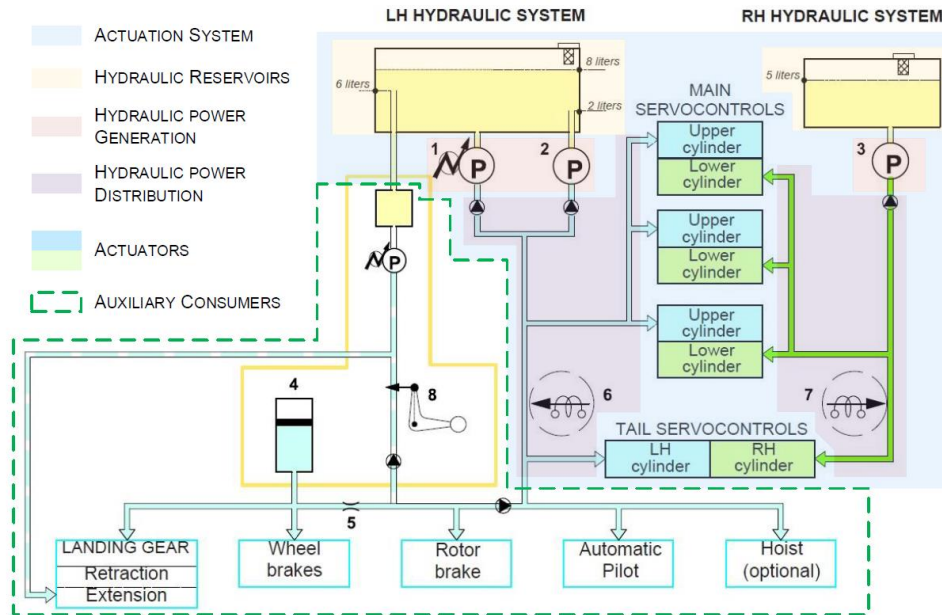 LH HYDRAULIC SYSTEM
RH HYDRAULIC SYSTEM
ACTUATION SYSTEM
HYDRAULIC RESERVOIRS
HYDRAULIC POWER
GENERATION
HYDRAULIC POWER
DISTRIBUTION
ACTUATORS
AUXILIARY CONSUMERS
6 liters
8 liters
2 liters
5 liters
1
P
2
P
3
P
P
MAIN
SERVOCONTROLS
Upper
cylinder
Lower
cylinder
Upper
cylinder
Lower
cylinder
Upper
cylinder
Lower
cylinder
4
8
6
7
TAIL SERVOCONTROLS
LH
cylinder
RH
cylinder
5
LANDING GEAR
Retraction
Extension
Wheel
brakes
Rotor
brake
Automatic
Pilot
Hoist
(optional)